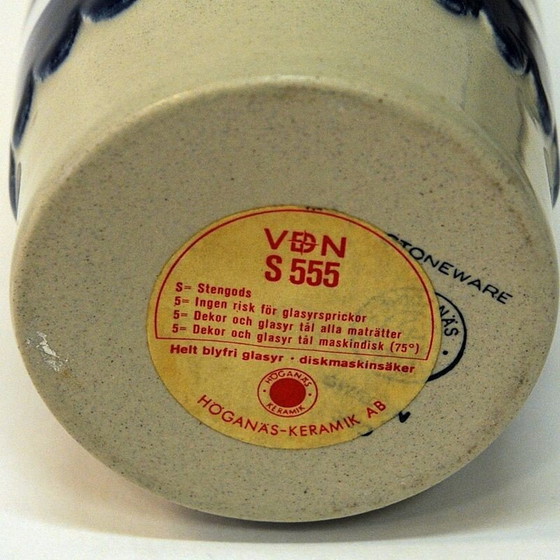 VDN
S 555
S= Stengods
5= Ingen risk för glasyrsprickor
5= Dekor och glasyr tål alla maträtter
5= Dekor och glasyr tål maskindisk (75°)
Helt blyfri glasyr · diskmaskinsäker
HÖGANÄS
KERAMIK
HÖGANÄS-KERAMIK AB
STONEWARE
NÄS